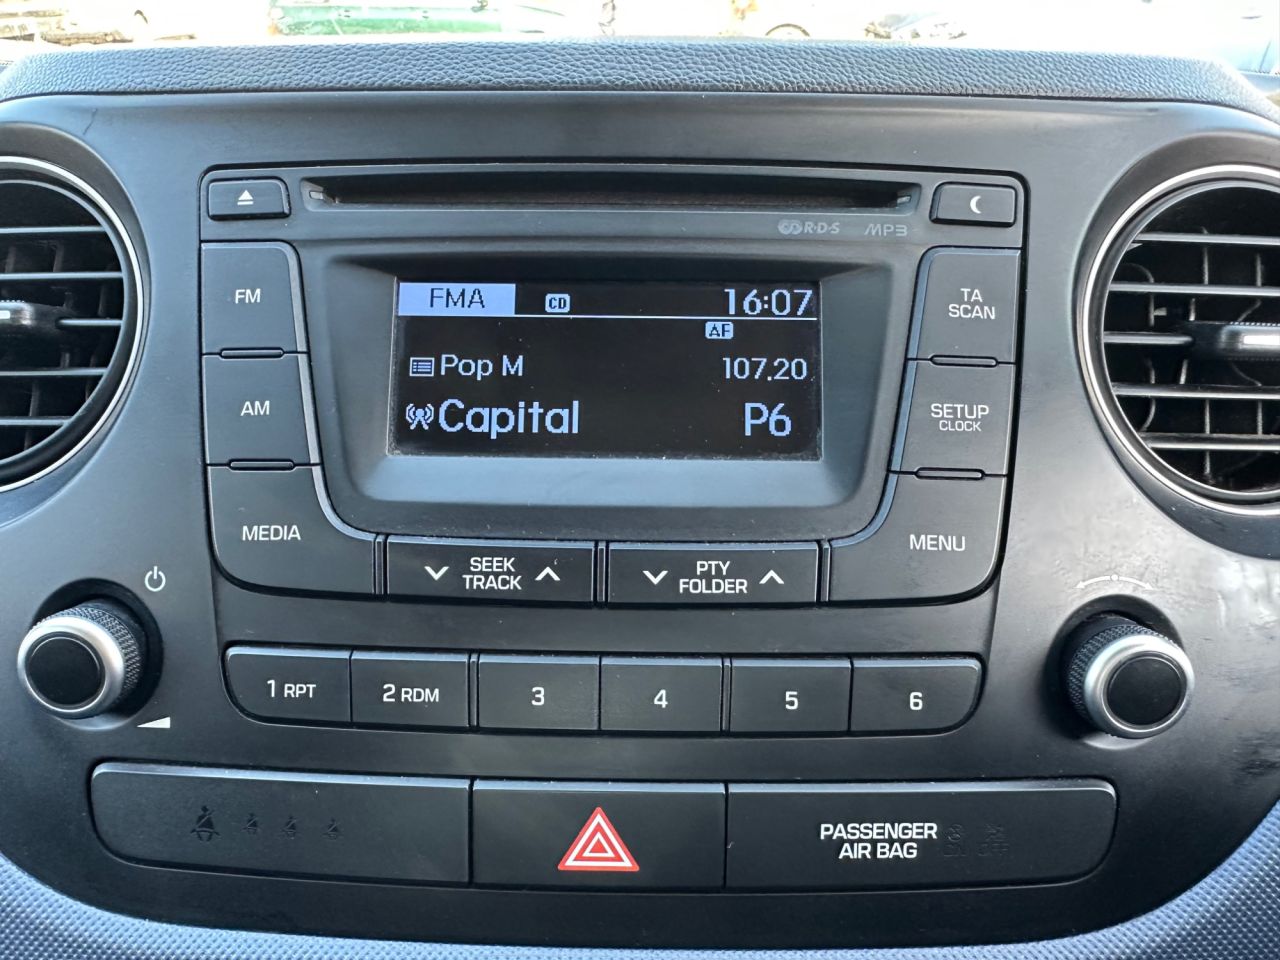 R·D·S MP3
FMA CD 16:07
AF
Pop M 107.20
Capital P6
FM
AM
MEDIA
TA
SCAN
SETUP
CLOCK
MENU
SEEK
TRACK
PTY
FOLDER
1 RPT 2 RDM 3 4 5 6
PASSENGER
AIR BAG